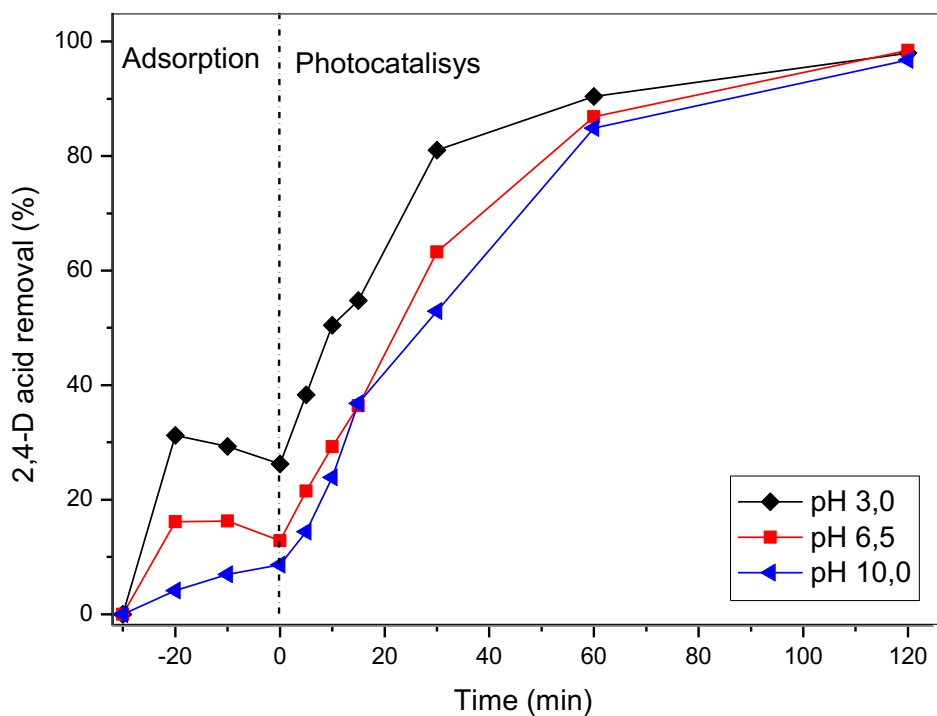 Adsorption
Photocatalisys
100
80
60
40
20
0
2,4-D acid removal (%)
-20 0 20 40 60 80 100 120
Time (min)
pH 3,0
pH 6,5
pH 10,0